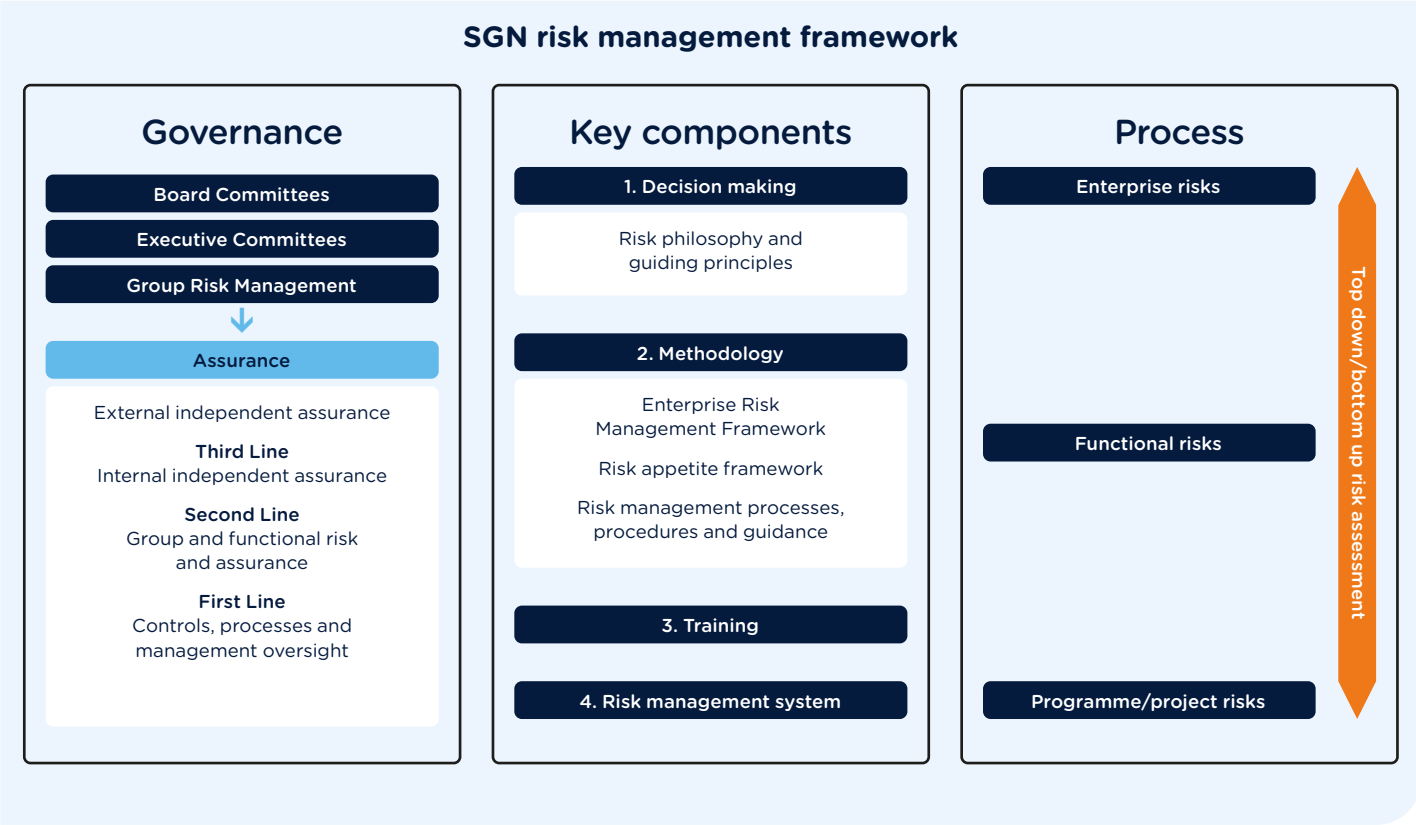 SGN risk management framework
Governance
Board Committees
Executive Committees
Group Risk Management
Assurance
External independent assurance
Third Line
Internal independent assurance
Second Line
Group and functional risk
and assurance
First Line
Controls, processes and
management oversight
Key components
1. Decision making
Risk philosophy and
guiding principles
2. Methodology
Enterprise Risk
Management Framework
Risk appetite framework
Risk management processes,
procedures and guidance
3. Training
4. Risk management system
Process
Enterprise risks
Functional risks
Programme/project risks
Top down/bottom up risk assessment